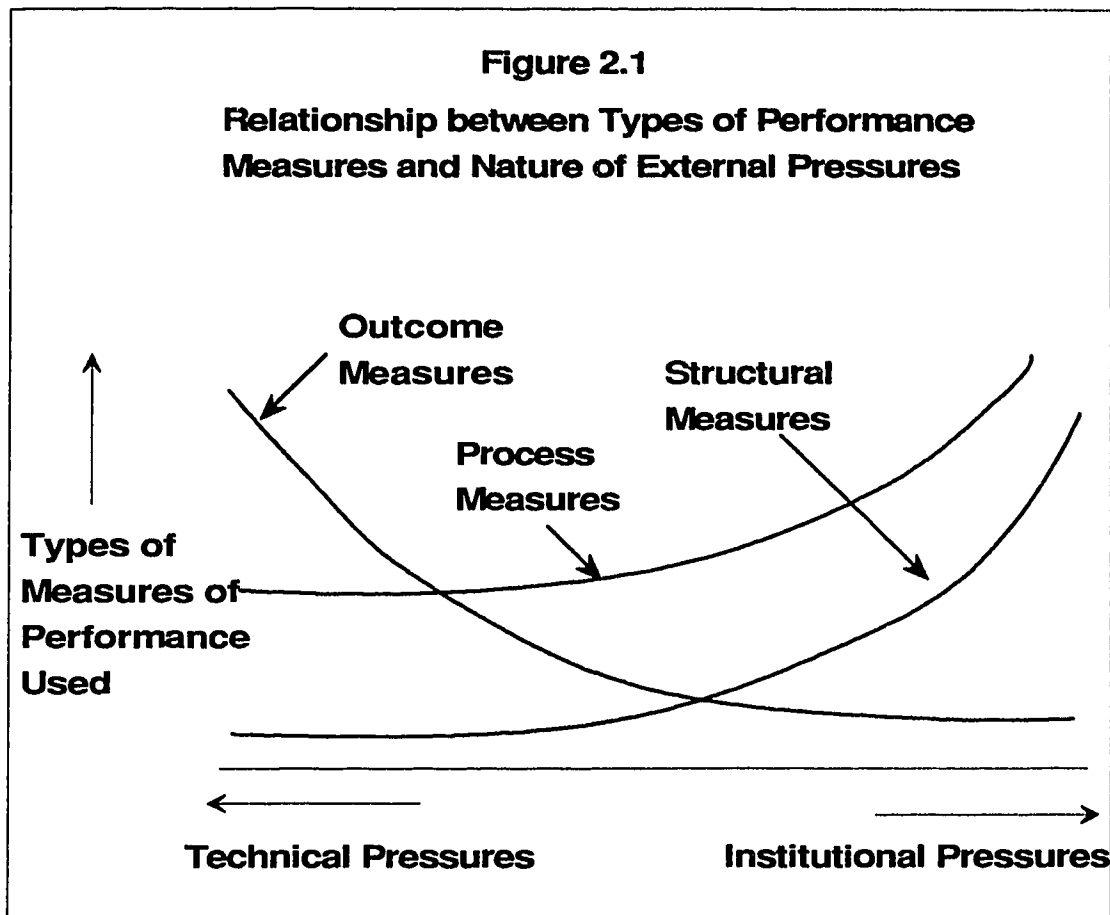 Figure 2.1
Relationship between Types of Performance
Measures and Nature of External Pressures
Outcome
Measures
Structural
Measures
Process
Measures
Types of
Measures of
Performance
Used
Technical Pressures
Institutional Pressures